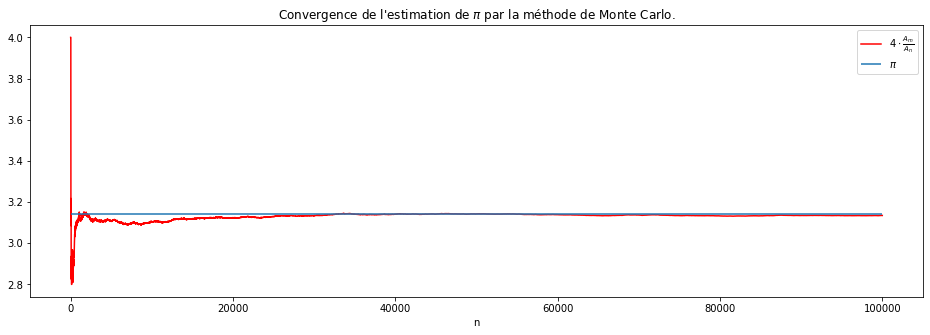 Convergence de l'estimation de π par la méthode de Monte Carlo.
4.0
3.8
3.6
3.4
3.2
3.0
2.8
4 · A_m/A_n
π
0 20000 40000 60000 80000 100000
n